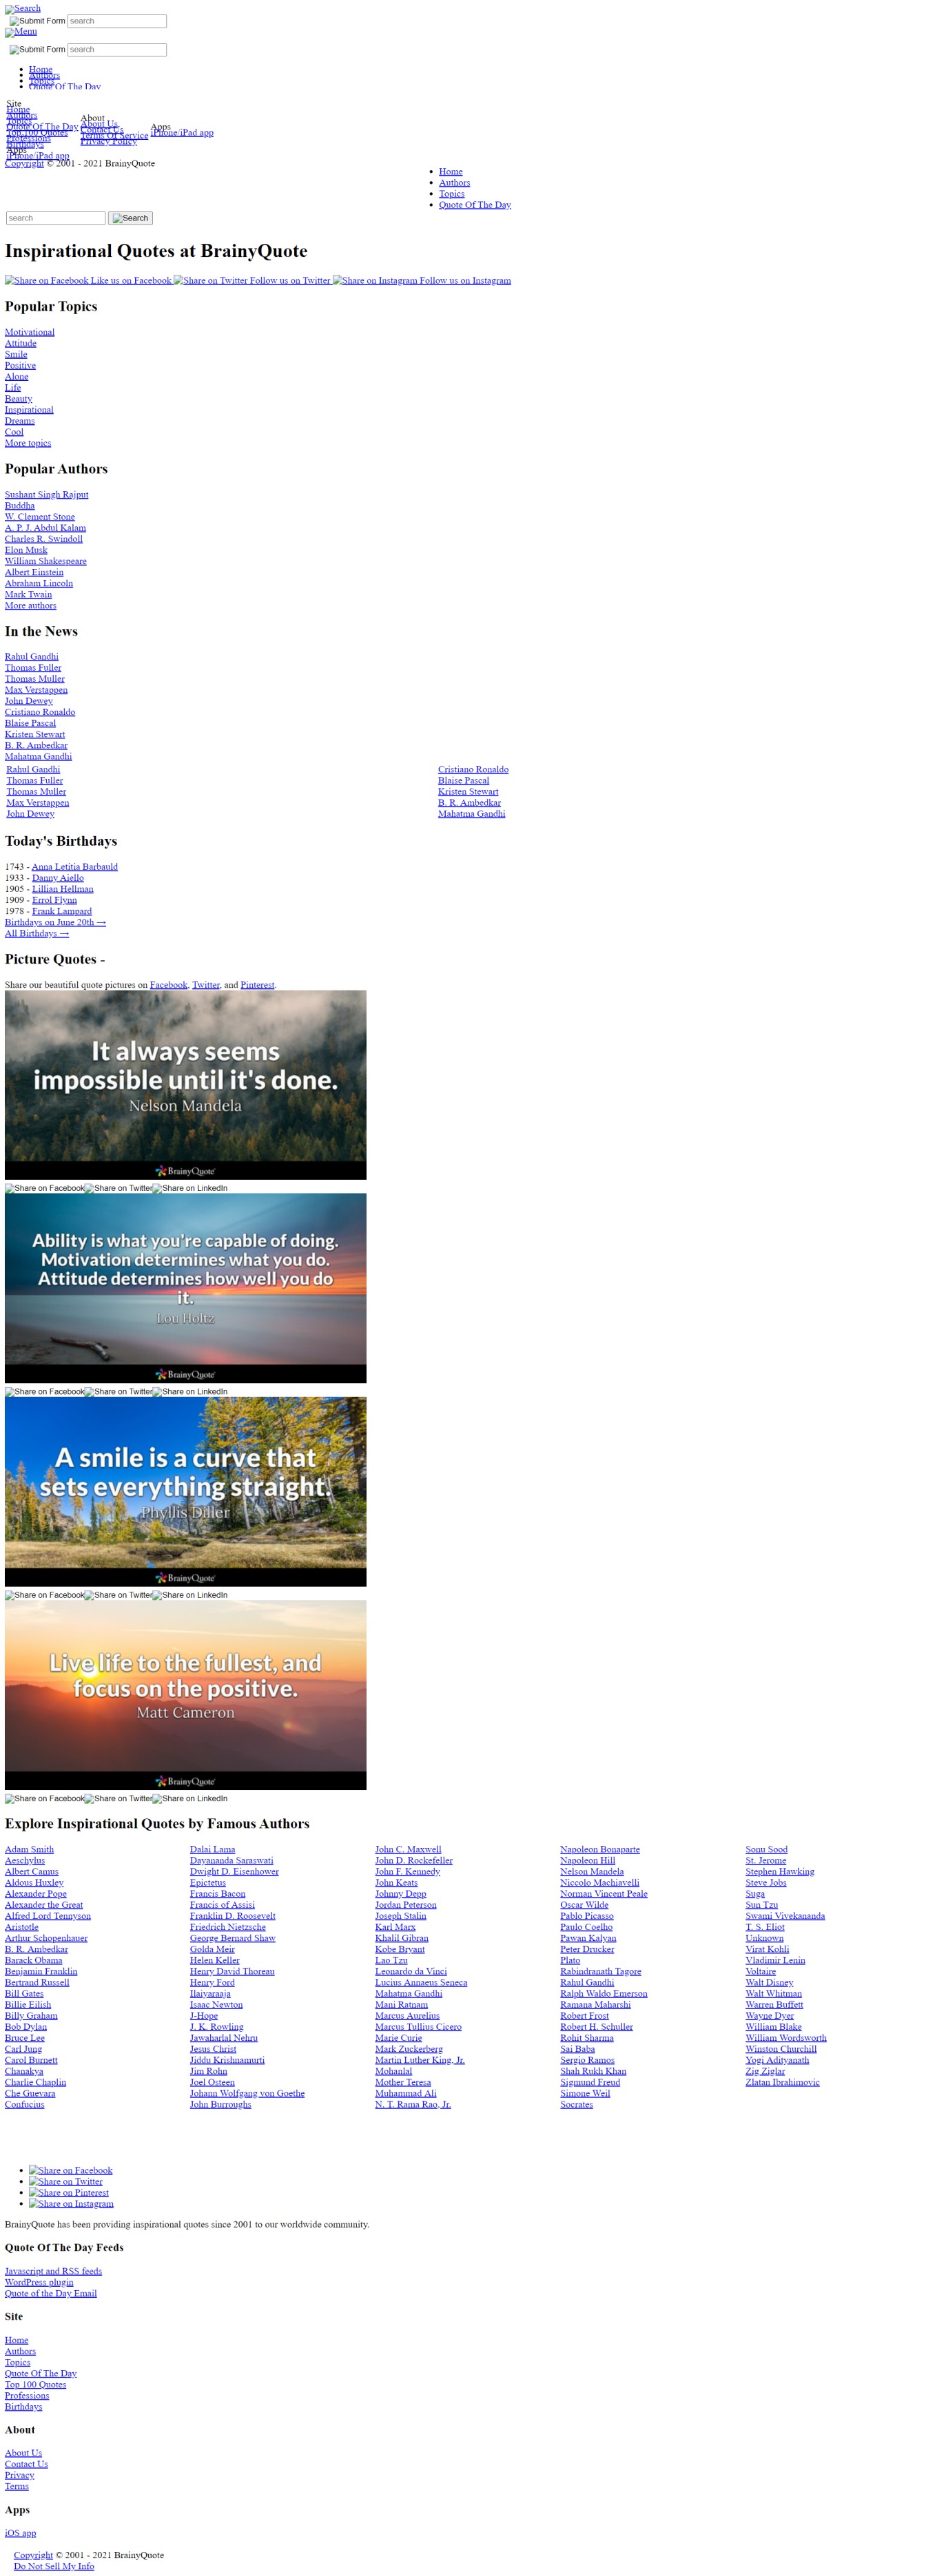 Search
Submit Form search
Menu
Submit Form search
Home
Authors
Topics
Quote Of The Day
Site
Home
Authors
Topics
Quote Of The Day
Top 100 Quotes
Professions
Birthdays
Apps
iPhone/iPad app
About
About Us
Contact Us
Terms Of Service
Privacy Policy
Apps
iPhone/iPad app
Copyright © 2001 - 2021 BrainyQuote
Home
Authors
Topics
Quote Of The Day
search Search
Inspirational Quotes at BrainyQuote
Share on Facebook Like us on Facebook Share on Twitter Follow us on Twitter Share on Instagram Follow us on Instagram
Popular Topics
Motivational
Attitude
Smile
Positive
Alone
Life
Beauty
Inspirational
Dreams
Cool
More topics
Popular Authors
Sushant Singh Rajput
Buddha
W. Clement Stone
A. P. J. Abdul Kalam
Charles R. Swindoll
Elon Musk
William Shakespeare
Albert Einstein
Abraham Lincoln
Mark Twain
More authors
In the News
Rahul Gandhi
Thomas Fuller
Thomas Muller
Max Verstappen
John Dewey
Cristiano Ronaldo
Blaise Pascal
Kristen Stewart
B. R. Ambedkar
Mahatma Gandhi
Rahul Gandhi
Thomas Fuller
Thomas Muller
Max Verstappen
John Dewey
Cristiano Ronaldo
Blaise Pascal
Kristen Stewart
B. R. Ambedkar
Mahatma Gandhi
Today's Birthdays
1743 - Anna Letitia Barbauld
1933 - Danny Aiello
1905 - Lillian Hellman
1909 - Errol Flynn
1978 - Frank Lampard
Birthdays on June 20th →
All Birthdays →
Picture Quotes -
Share our beautiful quote pictures on Facebook, Twitter, and Pinterest.
It always seems
impossible until it's done.
Nelson Mandela
BrainyQuote
Share on Facebook Share on Twitter Share on LinkedIn
Ability is what you're capable of doing.
Motivation determines what you do.
Attitude determines how well you do
it.
Lou Holtz
BrainyQuote
Share on Facebook Share on Twitter Share on LinkedIn
A smile is a curve that
sets everything straight.
Phyllis Diller
BrainyQuote
Share on Facebook Share on Twitter Share on LinkedIn
Live life to the fullest, and
focus on the positive.
Matt Cameron
BrainyQuote
Share on Facebook Share on Twitter Share on LinkedIn
Explore Inspirational Quotes by Famous Authors
Adam Smith
Aeschylus
Albert Camus
Aldous Huxley
Alexander Pope
Alexander the Great
Alfred Lord Tennyson
Aristotle
Arthur Schopenhauer
B. R. Ambedkar
Barack Obama
Benjamin Franklin
Bertrand Russell
Bill Gates
Billie Eilish
Billy Graham
Bob Dylan
Bruce Lee
Carl Jung
Carol Burnett
Chanakya
Charlie Chaplin
Che Guevara
Confucius
Dalai Lama
Dayananda Saraswati
Dwight D. Eisenhower
Epictetus
Francis Bacon
Francis of Assisi
Franklin D. Roosevelt
Friedrich Nietzsche
George Bernard Shaw
Golda Meir
Helen Keller
Henry David Thoreau
Henry Ford
Ilaiyaraaja
Isaac Newton
J-Hope
J. K. Rowling
Jawaharlal Nehru
Jesus Christ
Jiddu Krishnamurti
Jim Rohn
Joel Osteen
Johann Wolfgang von Goethe
John Burroughs
John C. Maxwell
John D. Rockefeller
John F. Kennedy
John Keats
Johnny Depp
Jordan Peterson
Joseph Stalin
Karl Marx
Khalil Gibran
Kobe Bryant
Lao Tzu
Leonardo da Vinci
Lucius Annaeus Seneca
Mahatma Gandhi
Mani Ratnam
Marcus Aurelius
Marcus Tullius Cicero
Marie Curie
Mark Zuckerberg
Martin Luther King, Jr.
Mohanlal
Mother Teresa
Muhammad Ali
N. T. Rama Rao, Jr.
Napoleon Bonaparte
Napoleon Hill
Nelson Mandela
Niccolo Machiavelli
Norman Vincent Peale
Oscar Wilde
Pablo Picasso
Paulo Coelho
Pawan Kalyan
Peter Drucker
Plato
Rabindranath Tagore
Rahul Gandhi
Ralph Waldo Emerson
Ramana Maharshi
Robert Frost
Robert H. Schuller
Rohit Sharma
Sai Baba
Sergio Ramos
Shah Rukh Khan
Sigmund Freud
Simone Weil
Socrates
Sonu Sood
St. Jerome
Stephen Hawking
Steve Jobs
Suga
Sun Tzu
Swami Vivekananda
T. S. Eliot
Unknown
Virat Kohli
Vladimir Lenin
Voltaire
Walt Disney
Walt Whitman
Warren Buffett
Wayne Dyer
William Blake
William Wordsworth
Winston Churchill
Yogi Adityanath
Zig Ziglar
Zlatan Ibrahimovic
Share on Facebook
Share on Twitter
Share on Pinterest
Share on Instagram
BrainyQuote has been providing inspirational quotes since 2001 to our worldwide community.
Quote Of The Day Feeds
Javascript and RSS feeds
WordPress plugin
Quote of the Day Email
Site
Home
Authors
Topics
Quote Of The Day
Top 100 Quotes
Professions
Birthdays
About
About Us
Contact Us
Privacy
Terms
Apps
iOS app
Copyright © 2001 - 2021 BrainyQuote
Do Not Sell My Info